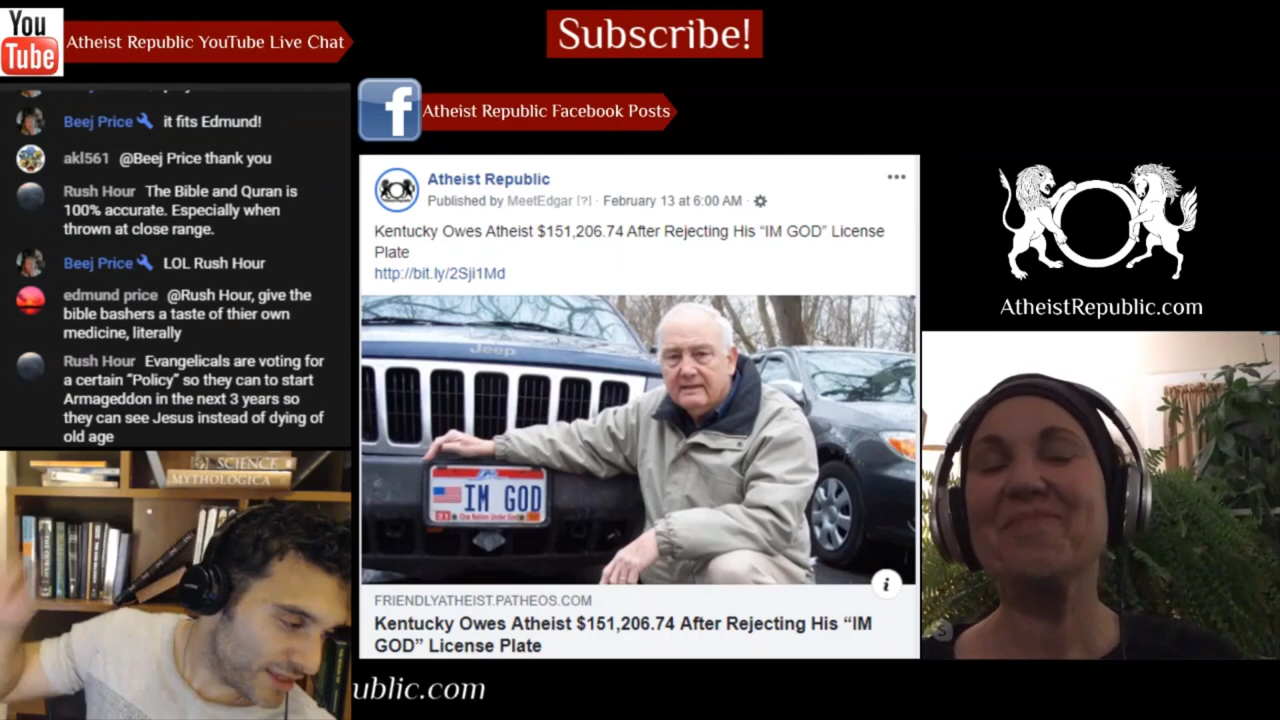 You
Tube
Atheist Republic YouTube Live Chat
Subscribe!
Beej Price it fits Edmund!
akl561 @Beej Price thank you
Rush Hour The Bible and Quran is
100% accurate. Especially when
thrown at close range.
Beej Price LOL Rush Hour
edmund price @Rush Hour, give the
bible bashers a taste of thier own
medicine, literally
Rush Hour Evangelicals are voting for
a certain “Policy” so they can to start
Armageddon in the next 3 years so
they can see Jesus instead of dying of
old age
SCIENCE
MYTHOLOGICA
f
Atheist Republic Facebook Posts
Atheist Republic
Published by MeetEdgar [?] · February 13 at 6:00 AM ·
Kentucky Owes Atheist $151,206.74 After Rejecting His “IM GOD” License
Plate
http://bit.ly/2Sji1Md
Jeep
IM GOD
One Nation Under God
i
FRIENDLYATHEIST.PATHEOS.COM
Kentucky Owes Atheist $151,206.74 After Rejecting His “IM
GOD” License Plate
ublic.com
AtheistRepublic.com
S